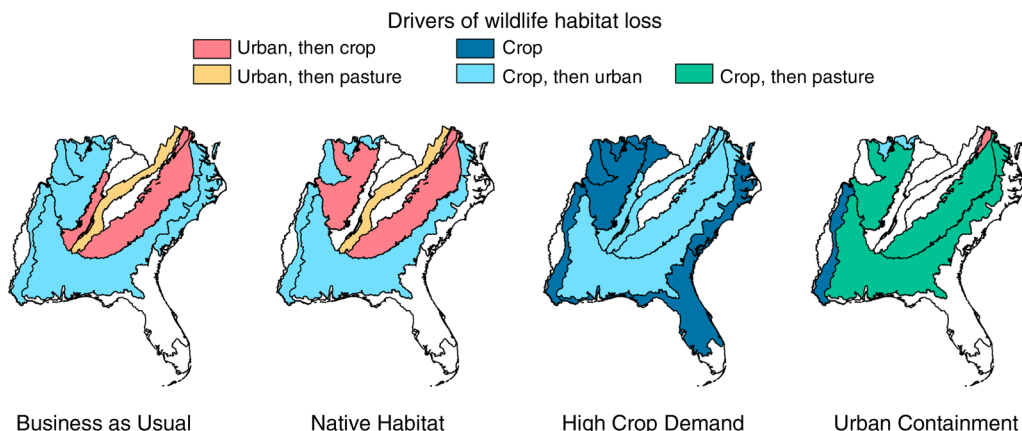 Drivers of wildlife habitat loss
Urban, then crop
Crop
Urban, then pasture
Crop, then urban
Crop, then pasture
Business as Usual
Native Habitat
High Crop Demand
Urban Containment